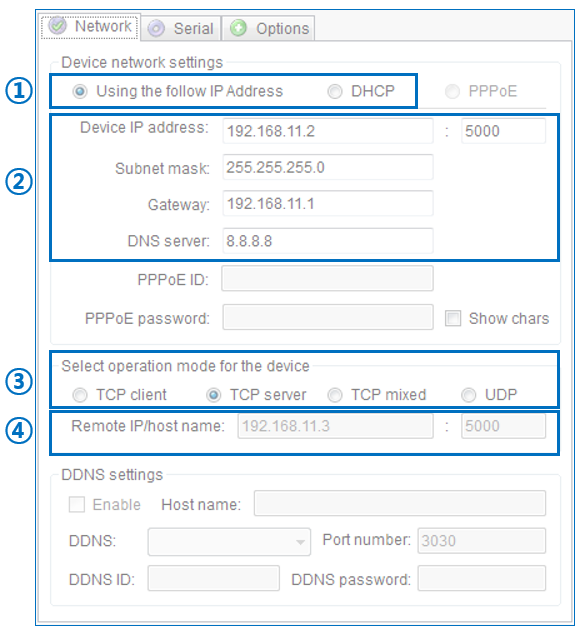 Network Serial Options
Device network settings
① Using the follow IP Address DHCP PPPoE
Device IP address: 192.168.11.2 : 5000
② Subnet mask: 255.255.255.0
Gateway: 192.168.11.1
DNS server: 8.8.8.8
PPPoE ID:
PPPoE password: Show chars
Select operation mode for the device
③ TCP client TCP server TCP mixed UDP
④ Remote IP/host name: 192.168.11.3 : 5000
DDNS settings
Enable Host name:
DDNS: Port number: 3030
DDNS ID: DDNS password: